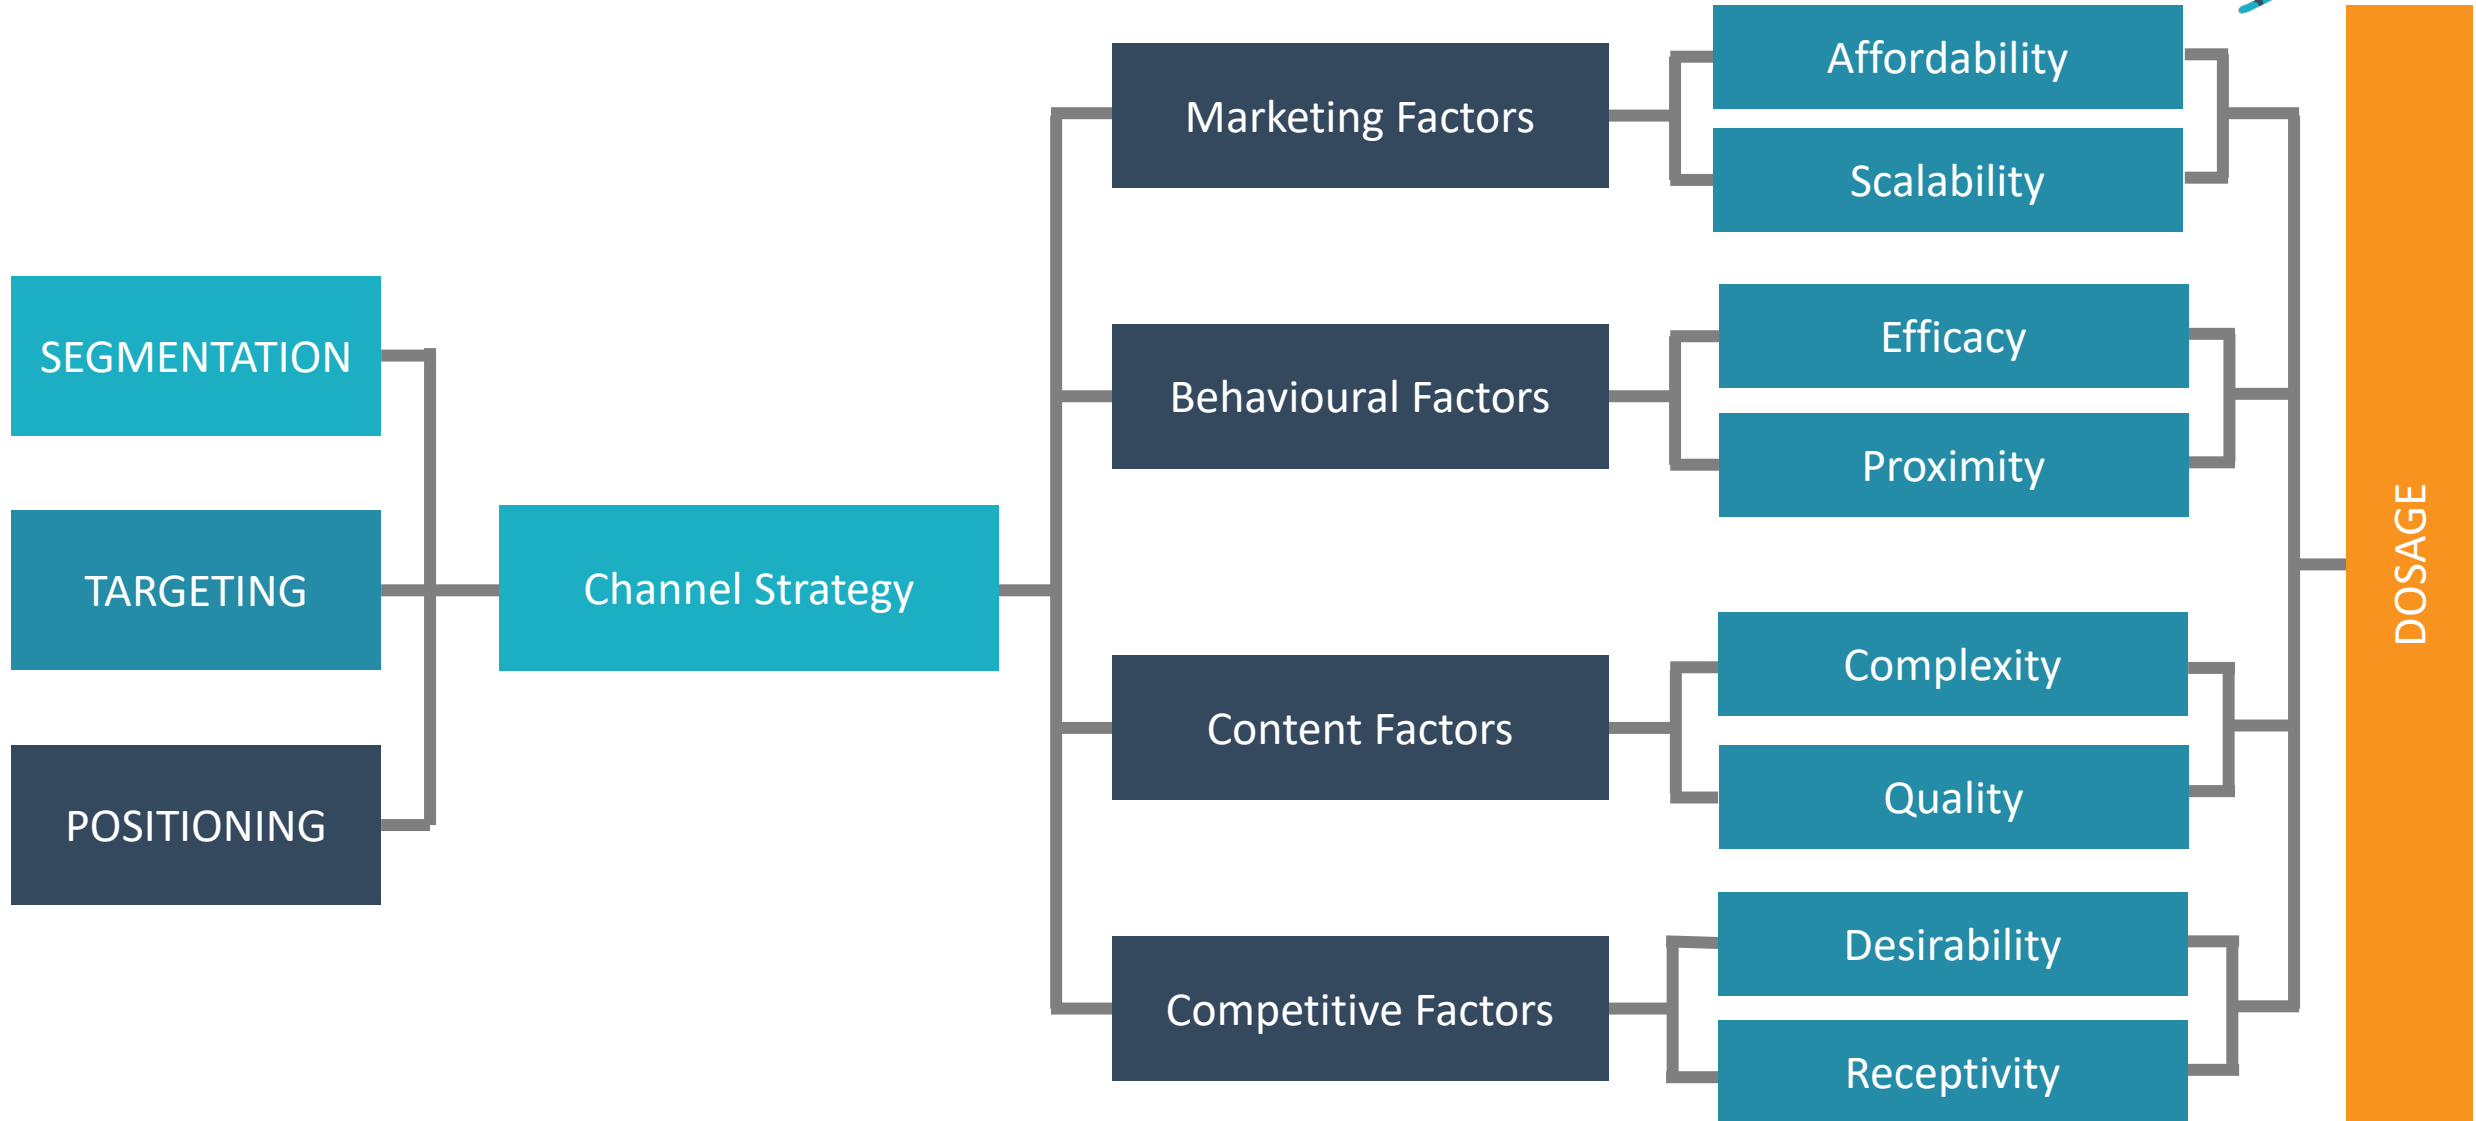 SEGMENTATION
TARGETING
POSITIONING
Channel Strategy
Marketing Factors
Behavioural Factors
Content Factors
Competitive Factors
Affordability
Scalability
Efficacy
Proximity
Complexity
Quality
Desirability
Receptivity
DOSAGE